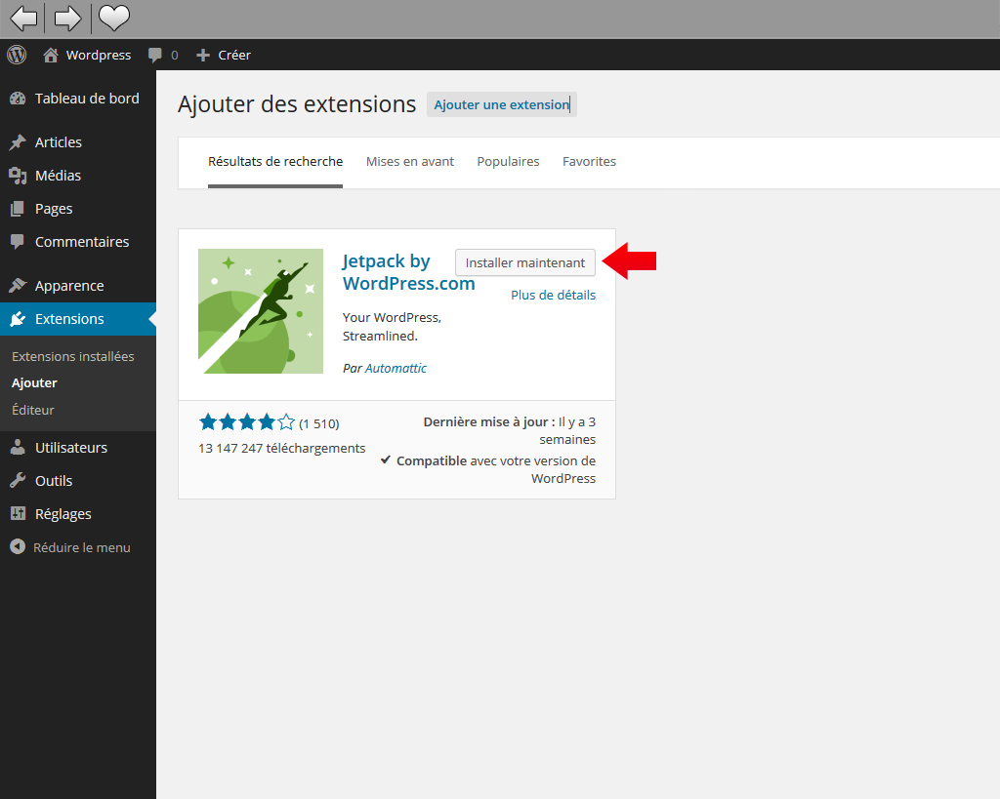 Wordpress 0 Créer
Tableau de bord
Articles
Médias
Pages
Commentaires
Apparence
Extensions
Extensions installées
Ajouter
Éditeur
Utilisateurs
Outils
Réglages
Réduire le menu
Ajouter des extensions Ajouter une extension
Résultats de recherche Mises en avant Populaires Favorites
Jetpack by
WordPress.com
Installer maintenant
Plus de détails
Your WordPress,
Streamlined.
Par Automattic
(1 510)
13 147 247 téléchargements
Dernière mise à jour : Il y a 3
semaines
Compatible avec votre version de
WordPress